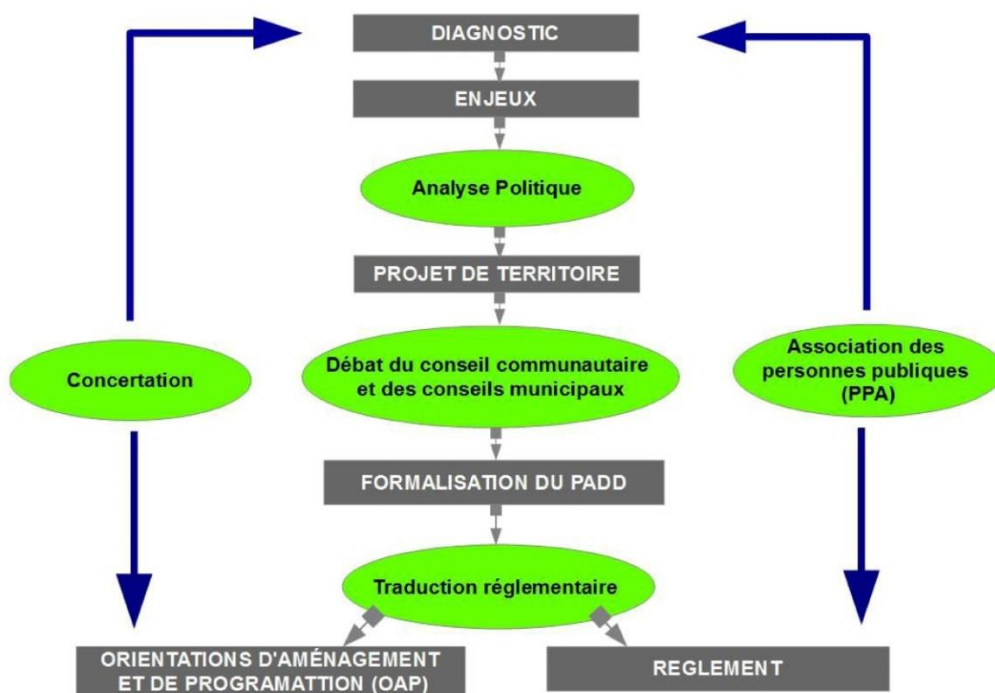 DIAGNOSTIC
ENJEUX
Analyse Politique
PROJET DE TERRITOIRE
Concertation
Débat du conseil communautaire
et des conseils municipaux
Association des
personnes publiques
(PPA)
FORMALISATION DU PADD
Traduction réglementaire
ORIENTATIONS D'AMÉNAGEMENT
ET DE PROGRAMATTION (OAP)
REGLEMENT